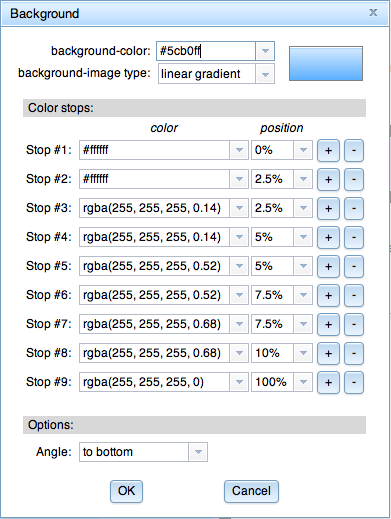 Background x
background-color: #5cb0ff
background-image type: linear gradient
Color stops:
color position
Stop #1: #ffffff 0% + -
Stop #2: #ffffff 2.5% + -
Stop #3: rgba(255, 255, 255, 0.14) 2.5% + -
Stop #4: rgba(255, 255, 255, 0.14) 5% + -
Stop #5: rgba(255, 255, 255, 0.52) 5% + -
Stop #6: rgba(255, 255, 255, 0.52) 7.5% + -
Stop #7: rgba(255, 255, 255, 0.68) 7.5% + -
Stop #8: rgba(255, 255, 255, 0.68) 10% + -
Stop #9: rgba(255, 255, 255, 0) 100% + -
Options:
Angle: to bottom
OK Cancel